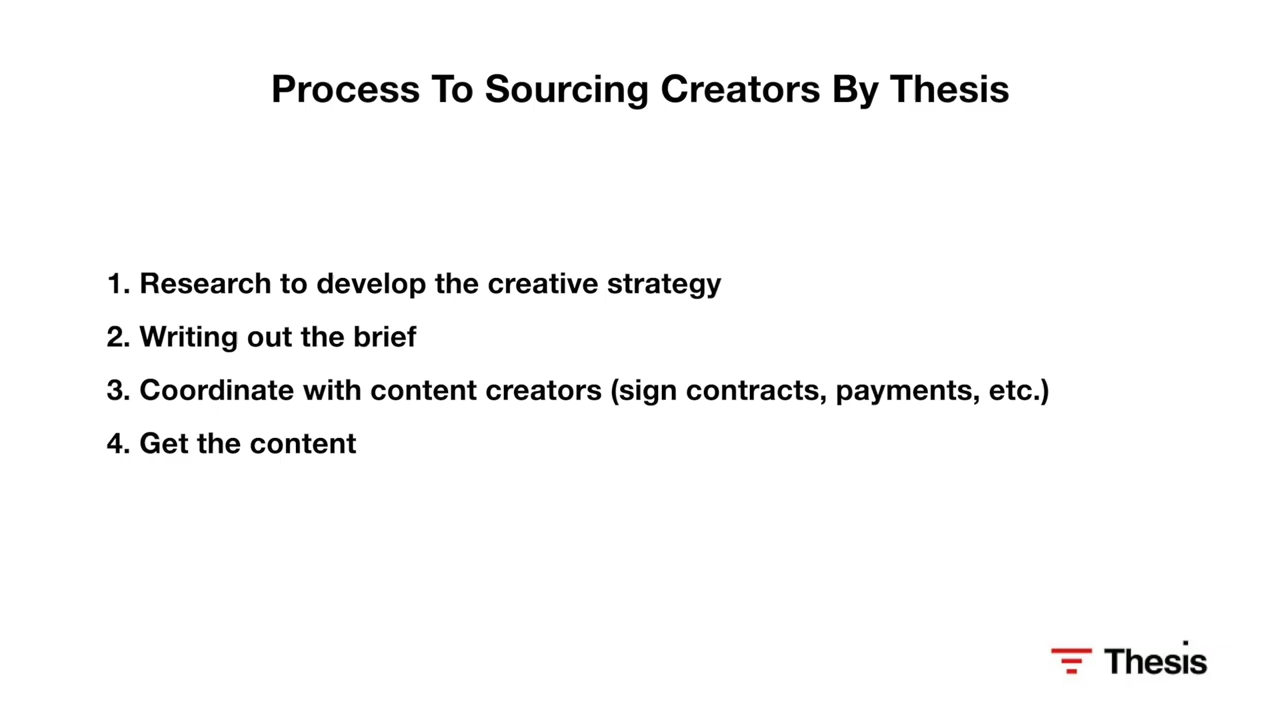 Process To Sourcing Creators By Thesis
1. Research to develop the creative strategy
2. Writing out the brief
3. Coordinate with content creators (sign contracts, payments, etc.)
4. Get the content
Thesis